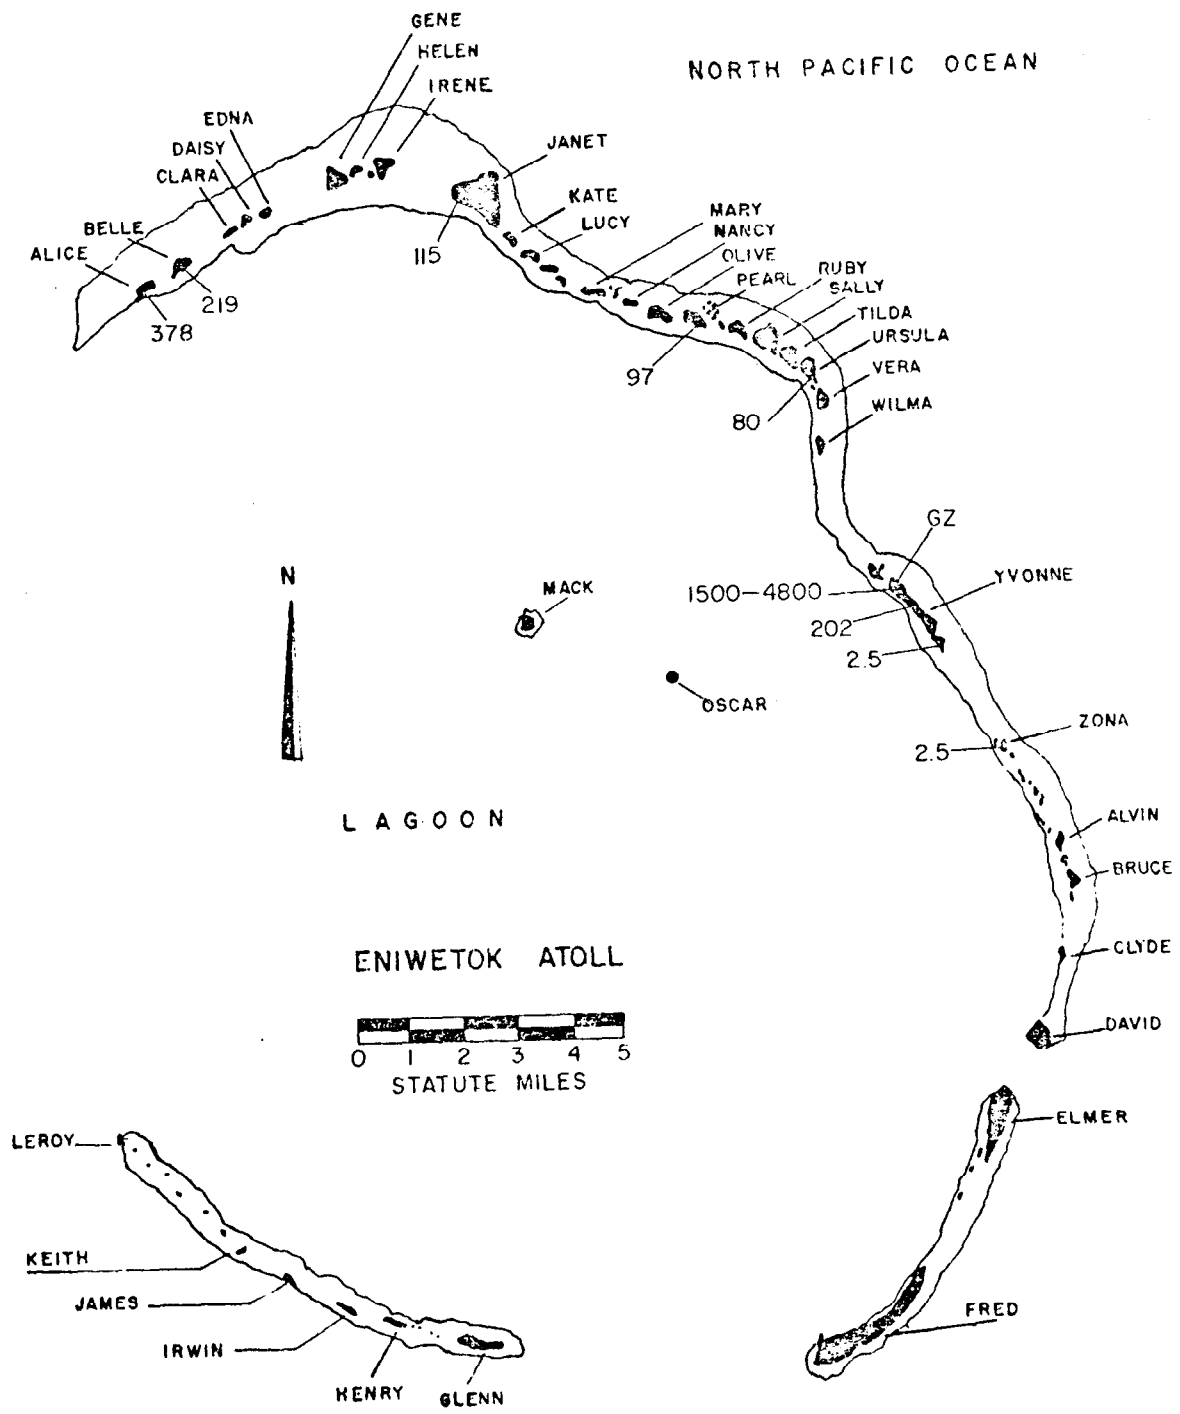 GENE
HELEN
IRENE
NORTH PACIFIC OCEAN
EDNA
DAISY
CLARA
BELLE
ALICE
JANET
KATE
LUCY
MARY
NANCY
OLIVE
PEARL
RUBY
SALLY
TILDA
URSULA
VERA
WILMA
115
219
378
97
80
GZ
YVONNE
1500-4800
202
2.5
N
MACK
OSCAR
ZONA
2.5
LAGOON
ALVIN
BRUCE
CLYDE
DAVID
ENIWETOK ATOLL
0 1 2 3 4 5
STATUTE MILES
ELMER
LEROY
KEITH
JAMES
IRWIN
HENRY
GLENN
FRED